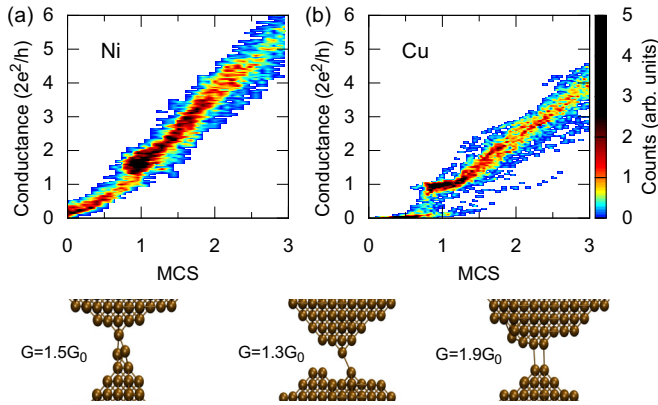 (a)
Ni
Conductance (2e²/h)
6
5
4
3
2
1
0
0
1
2
3
MCS
(b)
Cu
Conductance (2e²/h)
6
5
4
3
2
1
0
0
1
2
3
MCS
5
4
3
2
1
0
Counts (arb. units)
G=1.5G₀
G=1.3G₀
G=1.9G₀